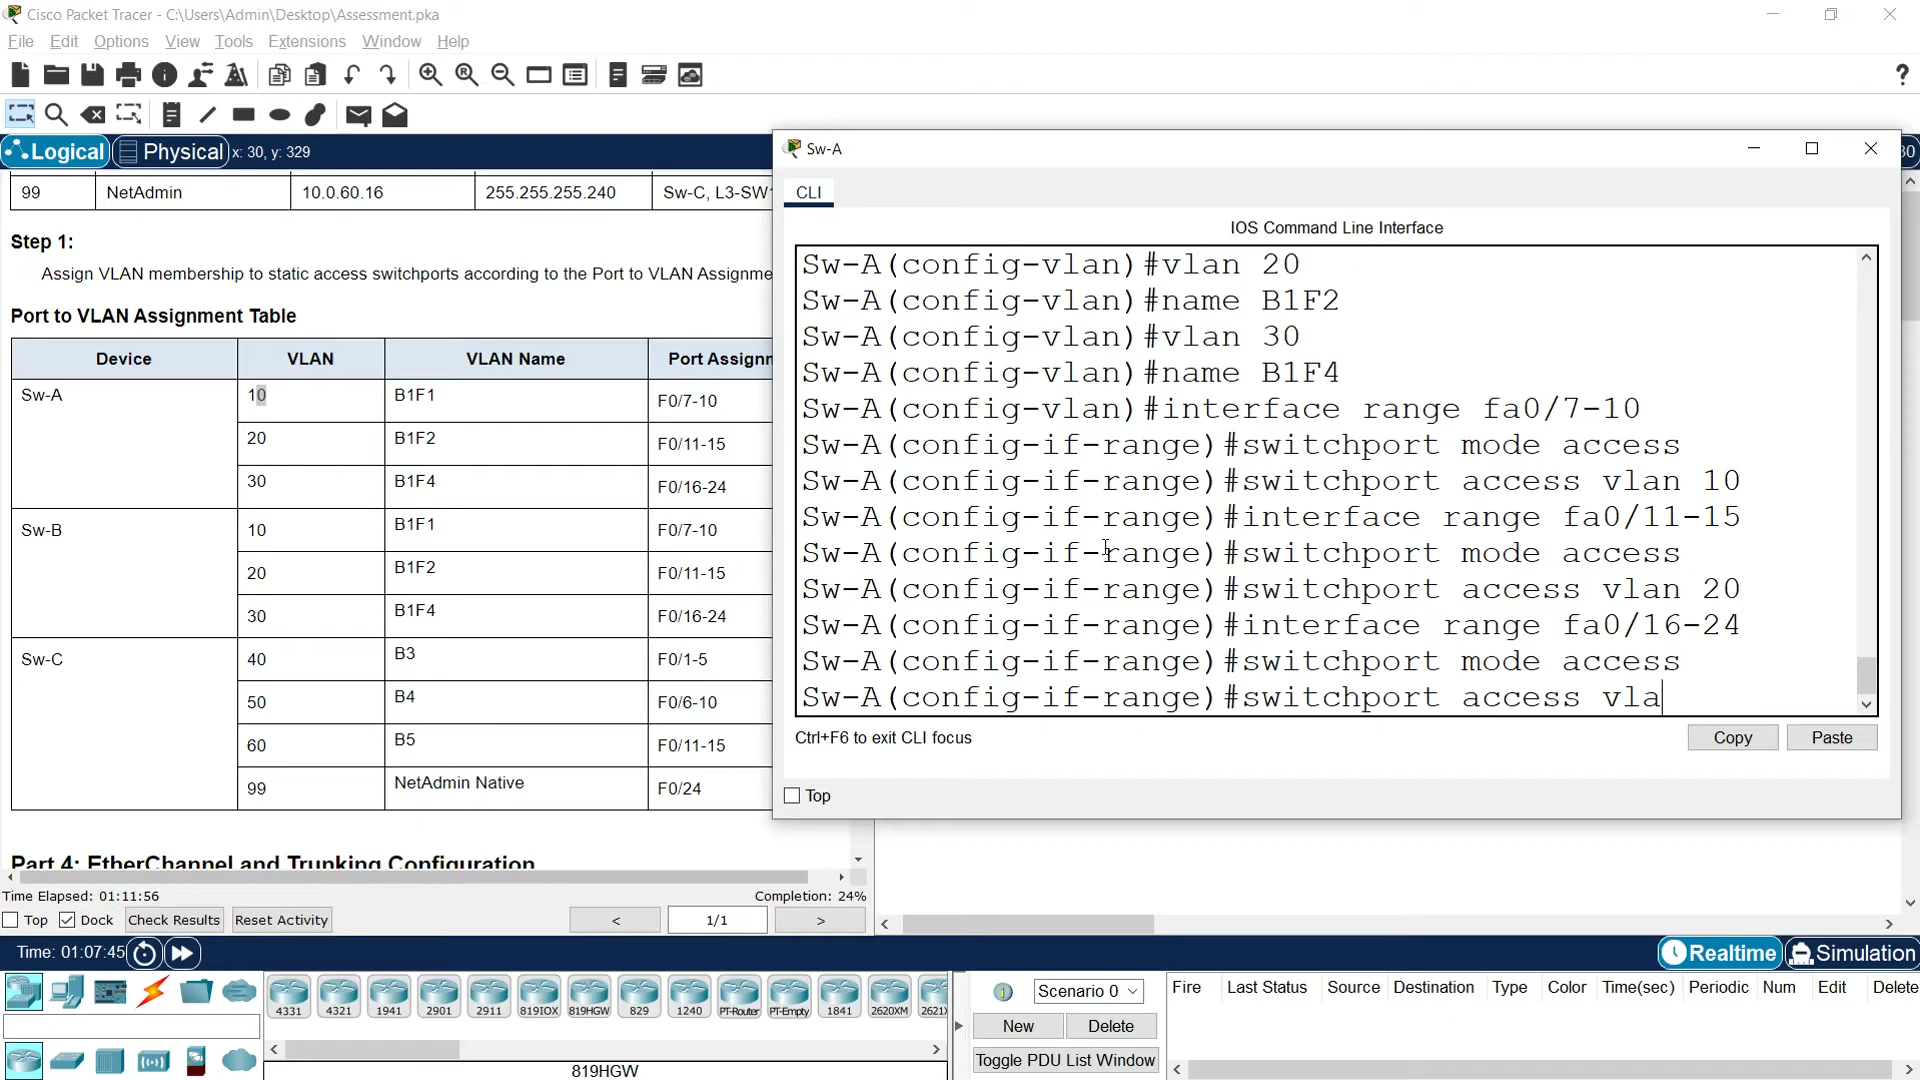 Cisco Packet Tracer - C:\Users\Admin\Desktop\Assessment.pka
File Edit Options View Tools Extensions Window Help
?
Logical Physical x: 30, y: 329
99 NetAdmin 10.0.60.16 255.255.255.240 Sw-C, L3-SW1
Step 1:
Assign VLAN membership to static access switchports according to the Port to VLAN Assignme
Port to VLAN Assignment Table
Device VLAN VLAN Name Port Assignm
Sw-A 10 B1F1 F0/7-10
20 B1F2 F0/11-15
30 B1F4 F0/16-24
Sw-B 10 B1F1 F0/7-10
20 B1F2 F0/11-15
30 B1F4 F0/16-24
Sw-C 40 B3 F0/1-5
50 B4 F0/6-10
60 B5 F0/11-15
99 NetAdmin Native F0/24
Part 4: EtherChannel and Trunking Configuration
Time Elapsed: 01:11:56 Completion: 24%
Top Dock Check Results Reset Activity < 1/1 >
Sw-A
CLI
IOS Command Line Interface
Sw-A(config-vlan)#vlan 20
Sw-A(config-vlan)#name B1F2
Sw-A(config-vlan)#vlan 30
Sw-A(config-vlan)#name B1F4
Sw-A(config-vlan)#interface range fa0/7-10
Sw-A(config-if-range)#switchport mode access
Sw-A(config-if-range)#switchport access vlan 10
Sw-A(config-if-range)#interface range fa0/11-15
Sw-A(config-if-range)#switchport mode access
Sw-A(config-if-range)#switchport access vlan 20
Sw-A(config-if-range)#interface range fa0/16-24
Sw-A(config-if-range)#switchport mode access
Sw-A(config-if-range)#switchport access vla
Ctrl+F6 to exit CLI focus Copy Paste
Top
Time: 01:07:45 Realtime Simulation
4331 4321 1941 2901 2911 819IOX 819HGW 829 1240 PT-Router PT-Empty 1841 2620XM 2621X
819HGW
Scenario 0
New Delete
Toggle PDU List Window
Fire Last Status Source Destination Type Color Time(sec) Periodic Num Edit Delete